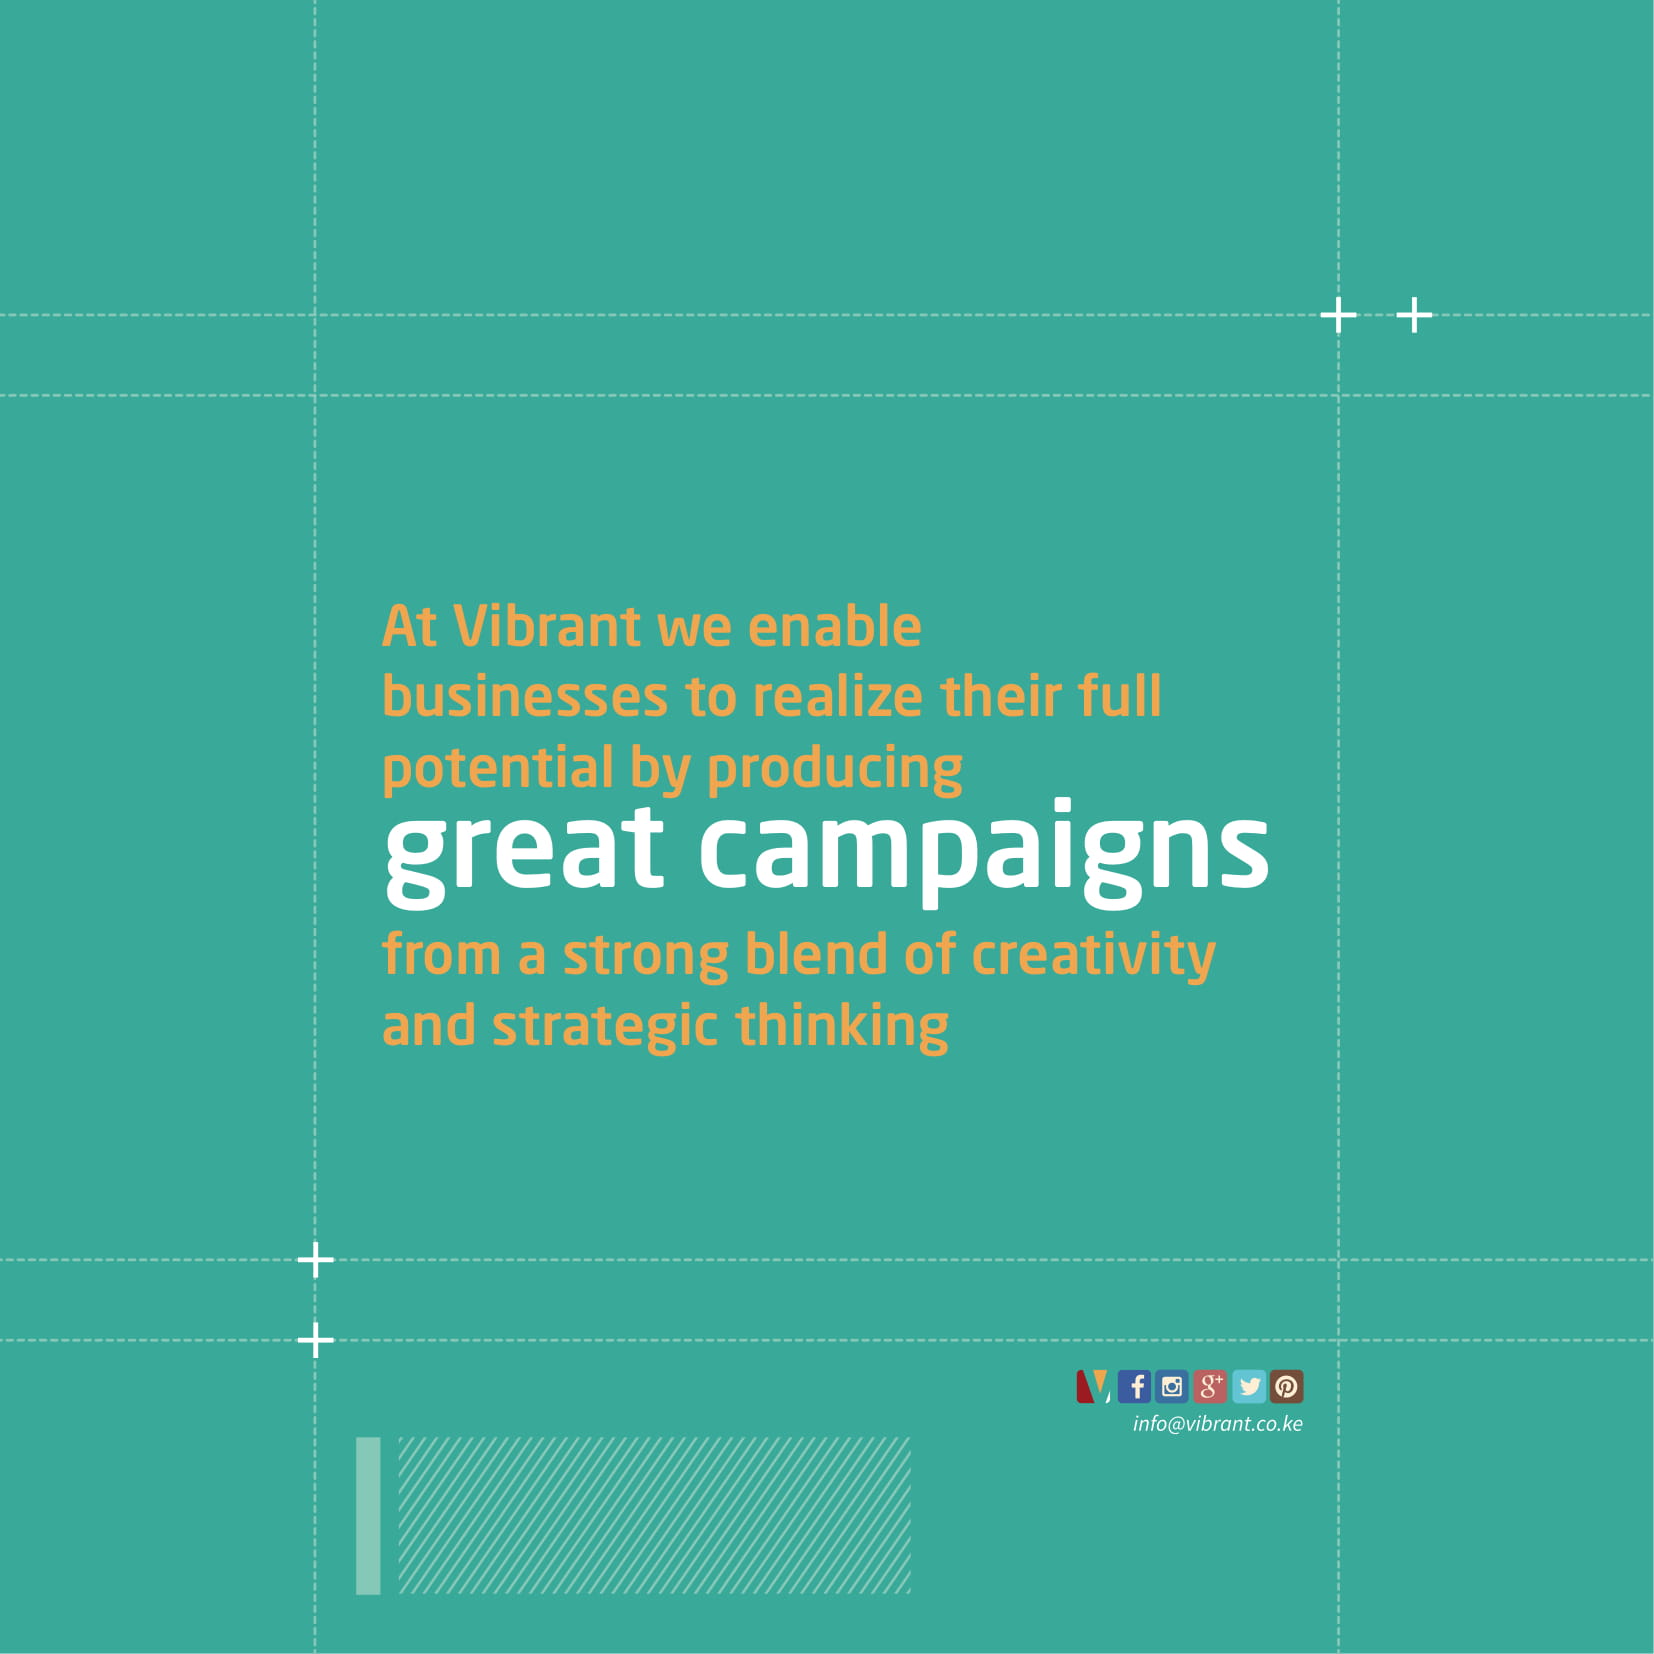 At Vibrant we enable
businesses to realize their full
potential by producing
great campaigns
from a strong blend of creativity
and strategic thinking
info@vibrant.co.ke